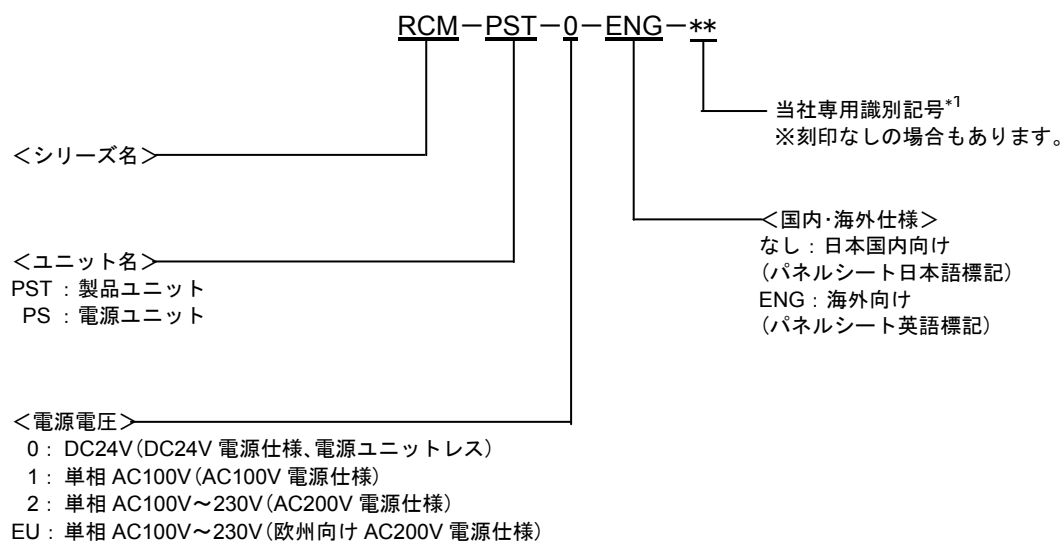 RCM－PST－0－ENG－**
当社専用識別記号*1
※刻印なしの場合もあります。
＜シリーズ名＞
＜国内･海外仕様＞
なし：日本国内向け
（パネルシート日本語標記）
ENG：海外向け
（パネルシート英語標記）
＜ユニット名＞
PST ：製品ユニット
PS ：電源ユニット
＜電源電圧＞
0： DC24V（DC24V 電源仕様、電源ユニットレス）
1： 単相 AC100V（AC100V 電源仕様）
2： 単相 AC100V～230V（AC200V 電源仕様）
EU： 単相 AC100V～230V（欧州向け AC200V 電源仕様）